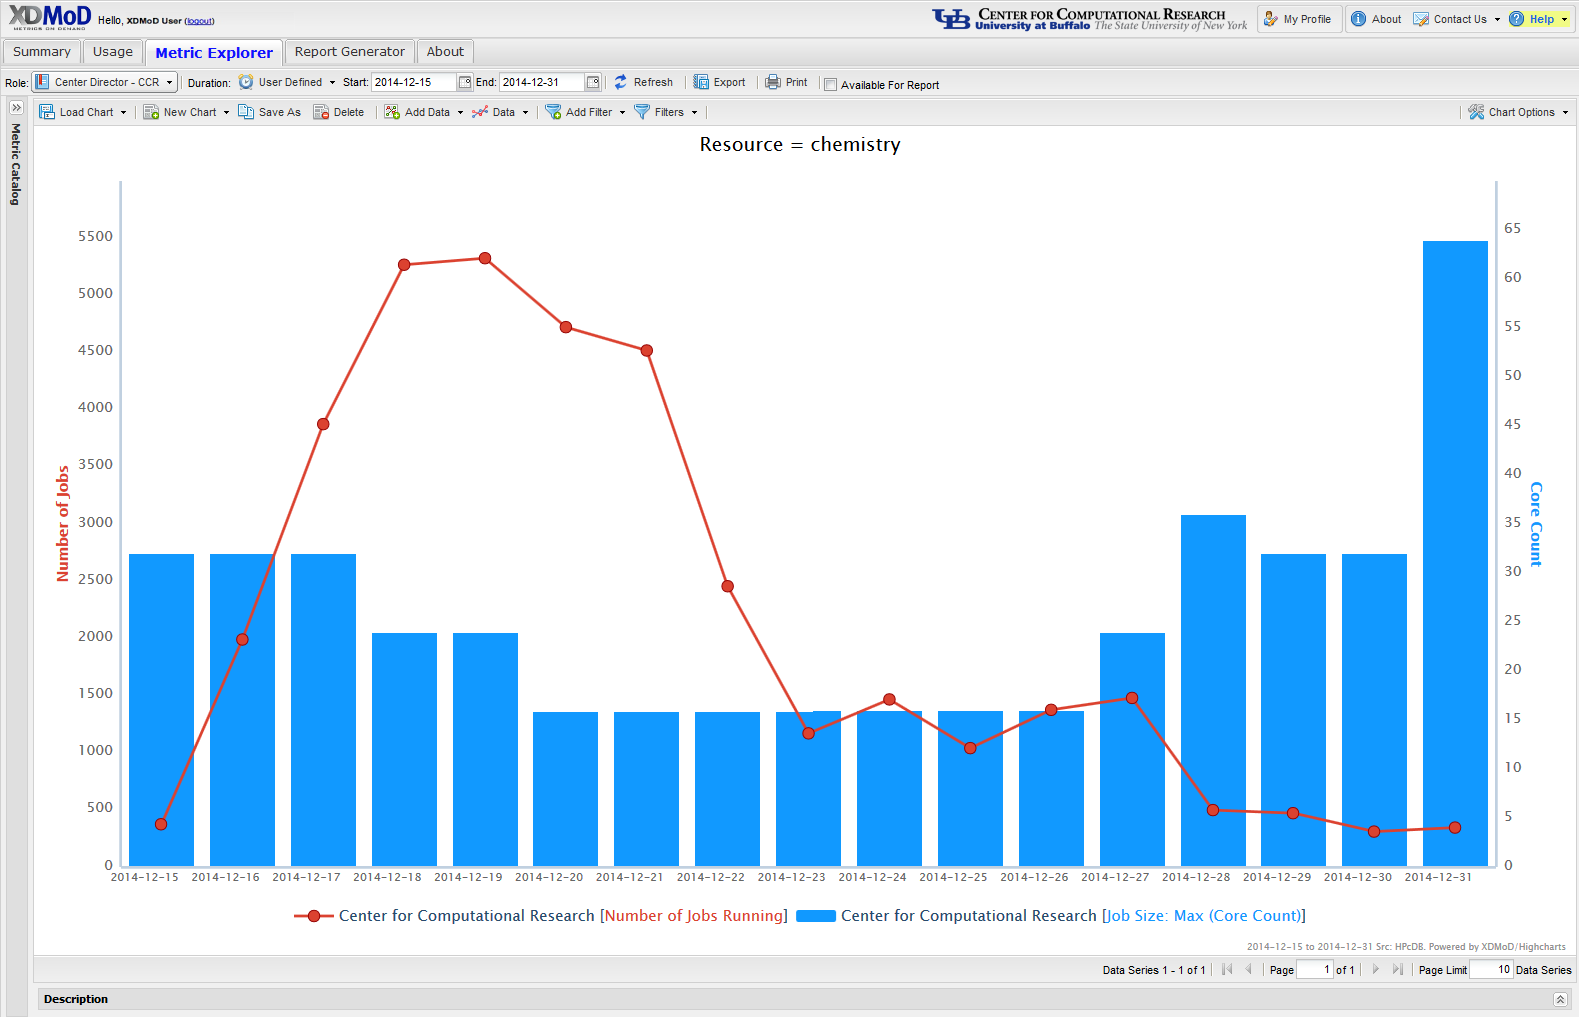 XDMoD METRICS ON DEMAND Hello, XDMoD User (logout) UB CENTER FOR COMPUTATIONAL RESEARCH University at Buffalo The State University of New York My Profile About Contact Us Help
Summary Usage Metric Explorer Report Generator About
Role: Center Director - CCR Duration: User Defined Start: 2014-12-15 End: 2014-12-31 Refresh Export Print Available For Report
Load Chart New Chart Save As Delete Add Data Data Add Filter Filters Chart Options
Metric Catalog
Resource = chemistry
Number of Jobs
5500
5000
4500
4000
3500
3000
2500
2000
1500
1000
500
0
65
60
55
50
45
40
35
30
25
20
15
10
5
0
Core Count
2014-12-15 2014-12-16 2014-12-17 2014-12-18 2014-12-19 2014-12-20 2014-12-21 2014-12-22 2014-12-23 2014-12-24 2014-12-25 2014-12-26 2014-12-27 2014-12-28 2014-12-29 2014-12-30 2014-12-31
Center for Computational Research [Number of Jobs Running] Center for Computational Research [Job Size: Max (Core Count)]
2014-12-15 to 2014-12-31 Src: HPcDB. Powered by XDMoD/Highcharts
Data Series 1 - 1 of 1 Page 1 of 1 Page Limit 10 Data Series
Description